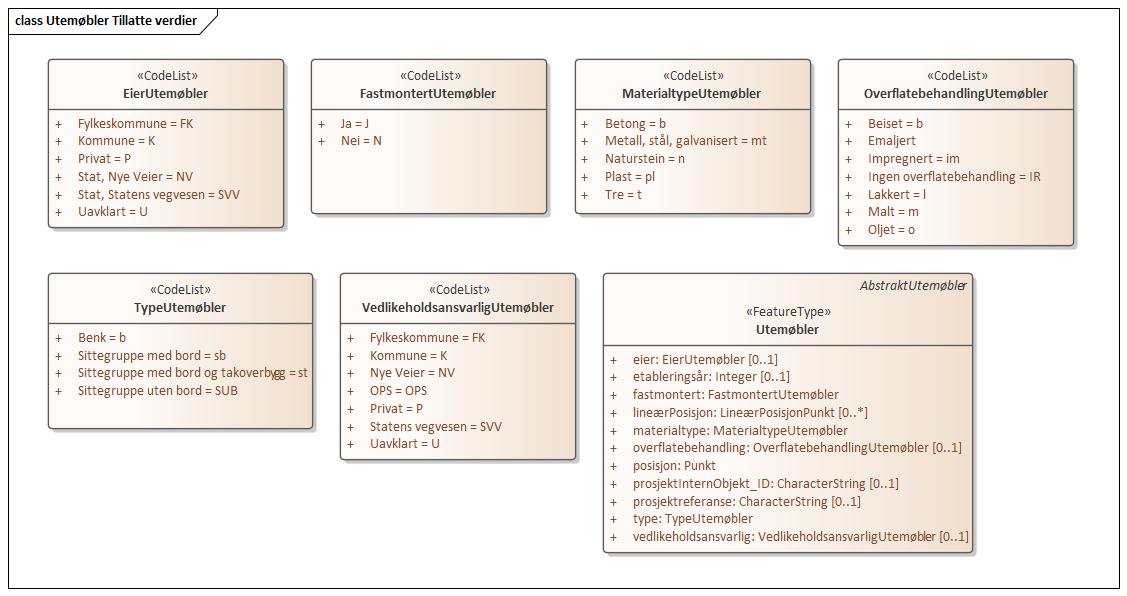 class Utemøbler Tillatte verdier
«CodeList»
EierUtemøbler
+ Fylkeskommune = FK
+ Kommune = K
+ Privat = P
+ Stat, Nye Veier = NV
+ Stat, Statens vegvesen = SVV
+ Uavklart = U
«CodeList»
FastmontertUtemøbler
+ Ja = J
+ Nei = N
«CodeList»
MaterialtypeUtemøbler
+ Betong = b
+ Metall, stål, galvanisert = mt
+ Naturstein = n
+ Plast = pl
+ Tre = t
«CodeList»
OverflatebehandlingUtemøbler
+ Beiset = b
+ Emaljert
+ Impregnert = im
+ Ingen overflatebehandling = IR
+ Lakkert = l
+ Malt = m
+ Oljet = o
«CodeList»
TypeUtemøbler
+ Benk = b
+ Sittegruppe med bord = sb
+ Sittegruppe med bord og takoverbygg = st
+ Sittegruppe uten bord = SUB
«CodeList»
VedlikeholdsansvarligUtemøbler
+ Fylkeskommune = FK
+ Kommune = K
+ Nye Veier = NV
+ OPS = OPS
+ Privat = P
+ Statens vegvesen = SVV
+ Uavklart = U
AbstraktUtemøbler
«FeatureType»
Utemøbler
+ eier: EierUtemøbler [0..1]
+ etableringsår: Integer [0..1]
+ fastmontert: FastmontertUtemøbler
+ lineærPosisjon: LineærPosisjonPunkt [0..*]
+ materialtype: MaterialtypeUtemøbler
+ overflatebehandling: OverflatebehandlingUtemøbler [0..1]
+ posisjon: Punkt
+ prosjektInternObjekt_ID: CharacterString [0..1]
+ prosjektreferanse: CharacterString [0..1]
+ type: TypeUtemøbler
+ vedlikeholdsansvarlig: VedlikeholdsansvarligUtemøbler [0..1]